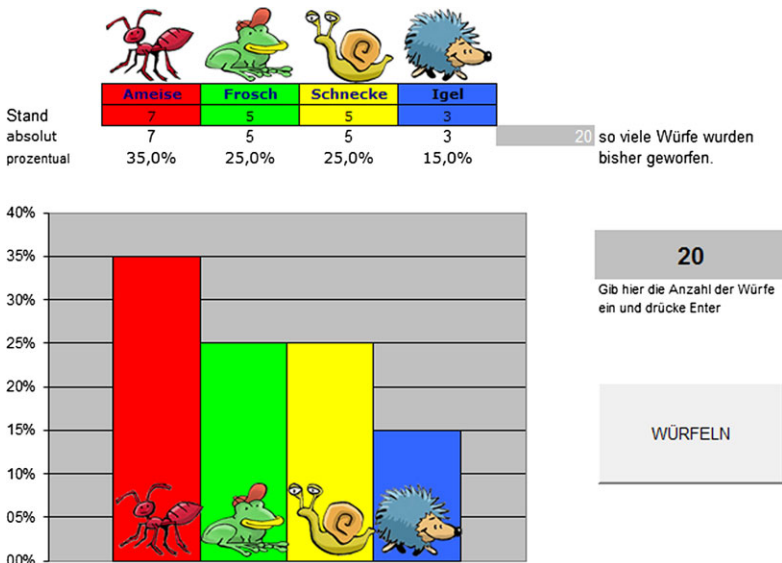 Ameise Frosch Schnecke Igel
Stand 7 5 5 3
absolut 7 5 5 3 20 so viele Würfe wurden
prozentual 35,0% 25,0% 25,0% 15,0% bisher geworfen.
40%
35%
30%
25%
20%
15%
10%
05%
00%
20
Gib hier die Anzahl der Würfe
ein und drücke Enter
WÜRFELN